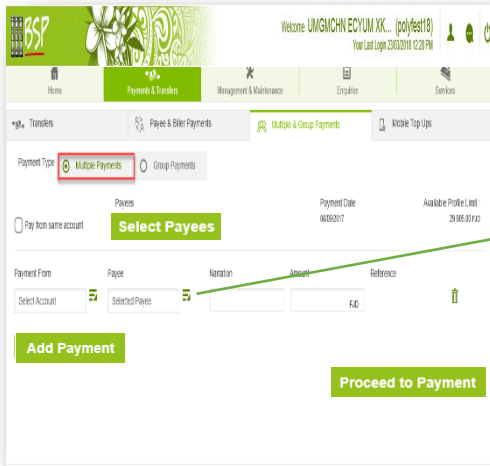 BSP
Welcome UMGMCHN ECYUM XK... (polyfest18)
Your Last Login 23/03/2018 12:28 PM
Home Payments & Transfers Management & Maintenance Enquiries Services
Transfers Payee & Biller Payments Multiple & Group Payments Mobile Top Ups
Payment Type Multiple Payments Group Payments
Payees Payment Date Available Profile Limit :
Pay from same account Select Payees 08/09/2017 29,905.00 FJD
Payment From Payee Narration Amount Reference
Select Account Selected Payee FJD
Add Payment
Proceed to Payment